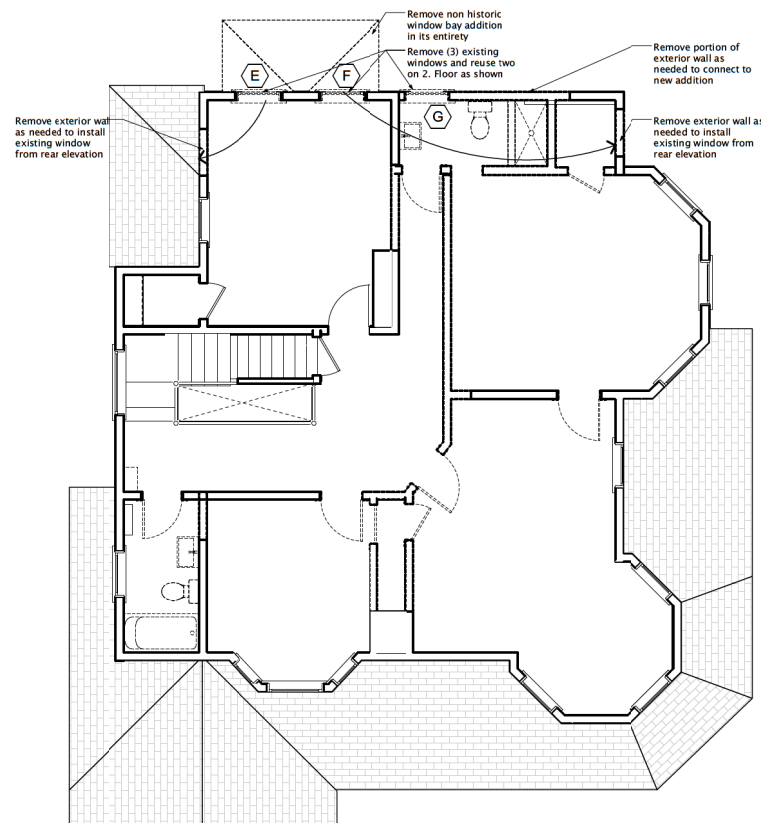 Remove non historic
window bay addition
in its entirety
Remove (3) existing
windows and reuse two
on 2. Floor as shown
Remove portion of
exterior wall as
needed to connect to
new addition
E
F
G
Remove exterior wall
as needed to install
existing window
from rear elevation
Remove exterior wall as
needed to install
existing window from
rear elevation